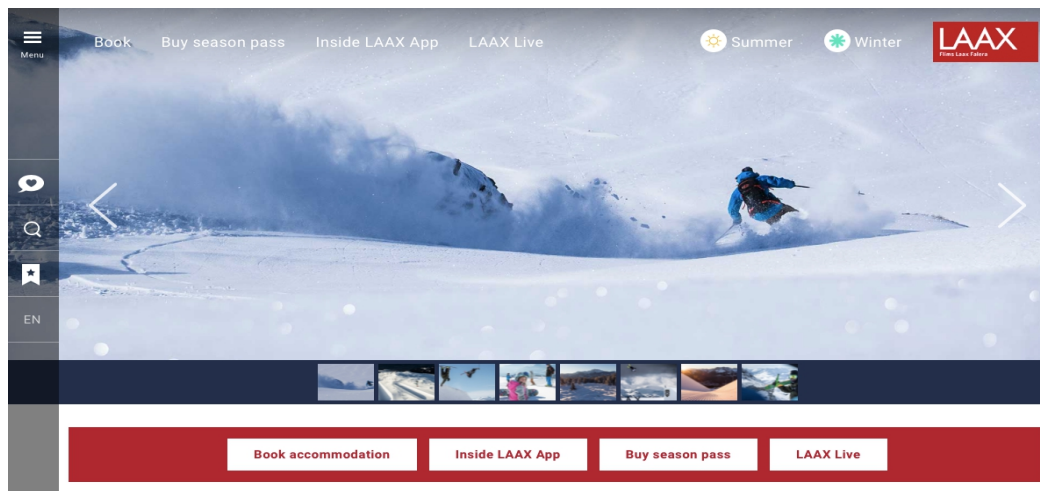 Menu
Book Buy season pass Inside LAAX App LAAX Live Summer Winter
LAAX
Flims Laax Falera
EN
Book accommodation Inside LAAX App Buy season pass LAAX Live